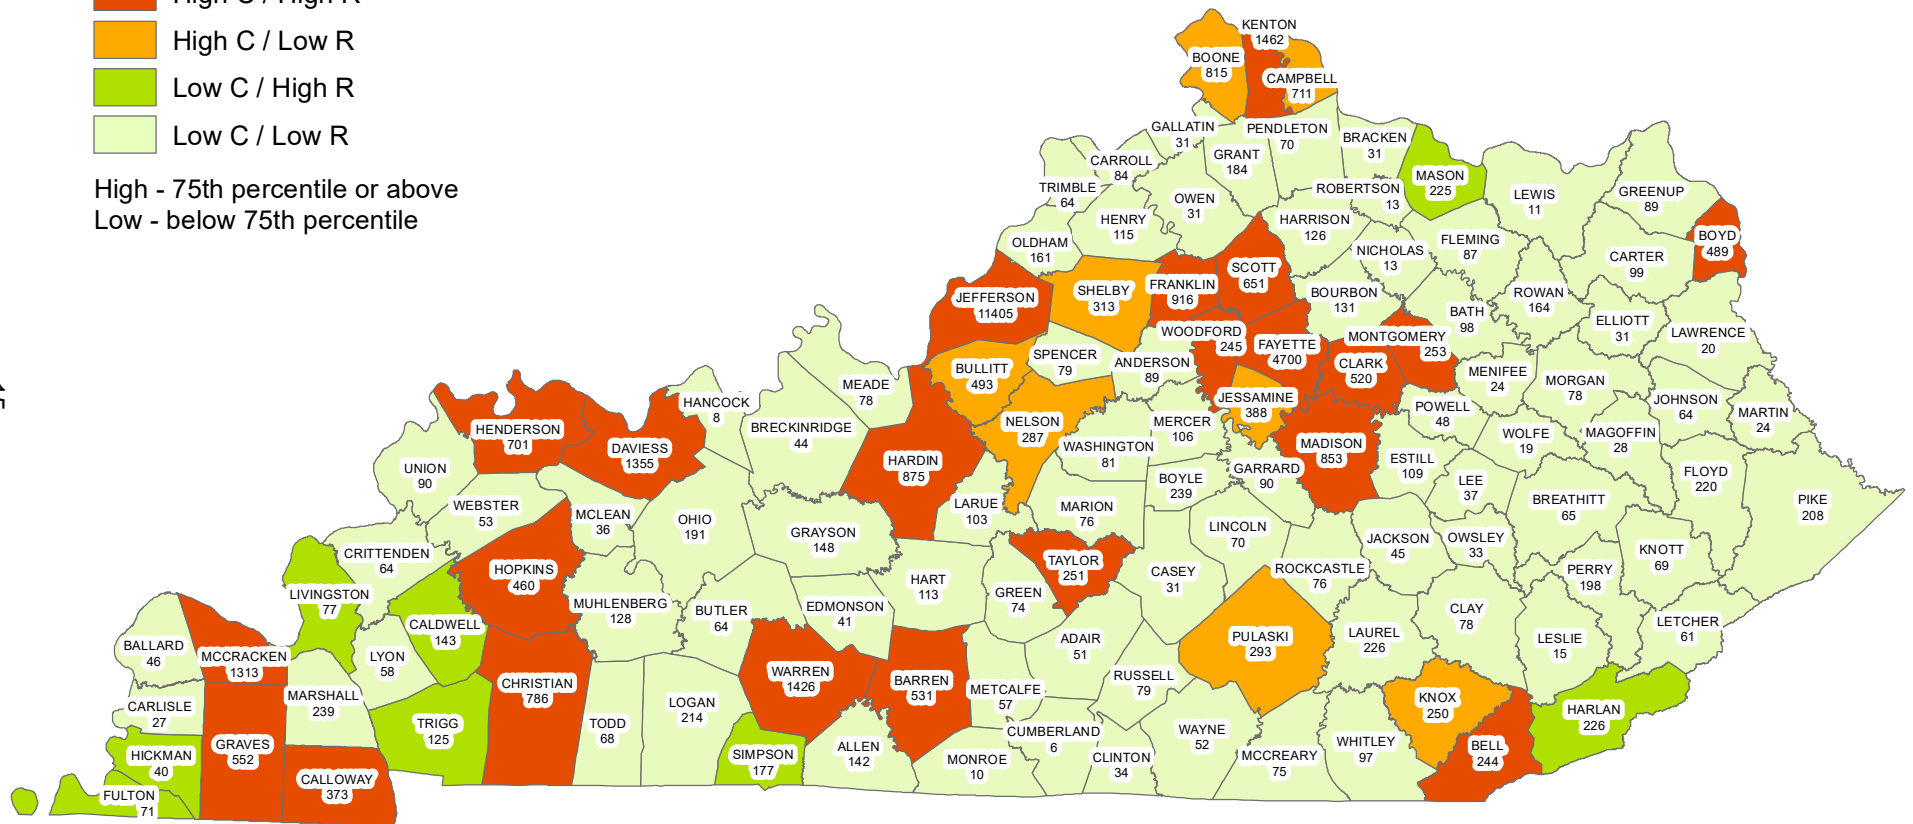 High C / High R
High C / Low R
Low C / High R
Low C / Low R
High - 75th percentile or above
Low - below 75th percentile
KENTON
1462
BOONE
815
CAMPBELL
711
GALLATIN
31
PENDLETON
70
BRACKEN
31
CARROLL
84
GRANT
184
MASON
225
TRIMBLE
64
OWEN
31
ROBERTSON
13
LEWIS
11
GREENUP
89
HENRY
115
HARRISON
126
OLDHAM
161
NICHOLAS
13
FLEMING
87
BOYD
489
CARTER
99
JEFFERSON
11405
SHELBY
313
FRANKLIN
916
SCOTT
651
BOURBON
131
ROWAN
164
BATH
98
ELLIOTT
31
LAWRENCE
20
WOODFORD
245
FAYETTE
4700
MONTGOMERY
253
SPENCER
79
ANDERSON
89
CLARK
520
BULLITT
493
MENIFEE
24
MORGAN
78
MEADE
78
JESSAMINE
388
JOHNSON
64
MARTIN
24
HANCOCK
8
POWELL
48
NELSON
287
MERCER
106
WOLFE
19
MAGOFFIN
28
HENDERSON
701
BRECKINRIDGE
44
DAVIESS
1355
WASHINGTON
81
MADISON
853
HARDIN
875
ESTILL
109
UNION
90
GARRARD
90
FLOYD
220
LEE
37
BOYLE
239
BREATHITT
65
PIKE
208
WEBSTER
53
LARUE
103
MARION
76
MCLEAN
36
OHIO
191
LINCOLN
70
GRAYSON
148
JACKSON
45
OWSLEY
33
CRITTENDEN
64
KNOTT
69
TAYLOR
251
HOPKINS
460
CASEY
31
ROCKCASTLE
76
PERRY
198
HART
113
LIVINGSTON
77
GREEN
74
MUHLENBERG
128
BUTLER
64
EDMONSON
41
CLAY
78
CALDWELL
143
LETCHER
61
PULASKI
293
LAUREL
226
ADAIR
51
LESLIE
15
BALLARD
46
MCCRACKEN
1313
LYON
58
WARREN
1426
RUSSELL
79
CHRISTIAN
786
BARREN
531
METCALFE
57
MARSHALL
239
KNOX
250
CARLISLE
27
LOGAN
214
HARLAN
226
TRIGG
125
TODD
68
WAYNE
52
CUMBERLAND
6
GRAVES
552
HICKMAN
40
SIMPSON
177
ALLEN
142
WHITLEY
97
BELL
244
MONROE
10
CLINTON
34
MCCREARY
75
CALLOWAY
373
FULTON
71